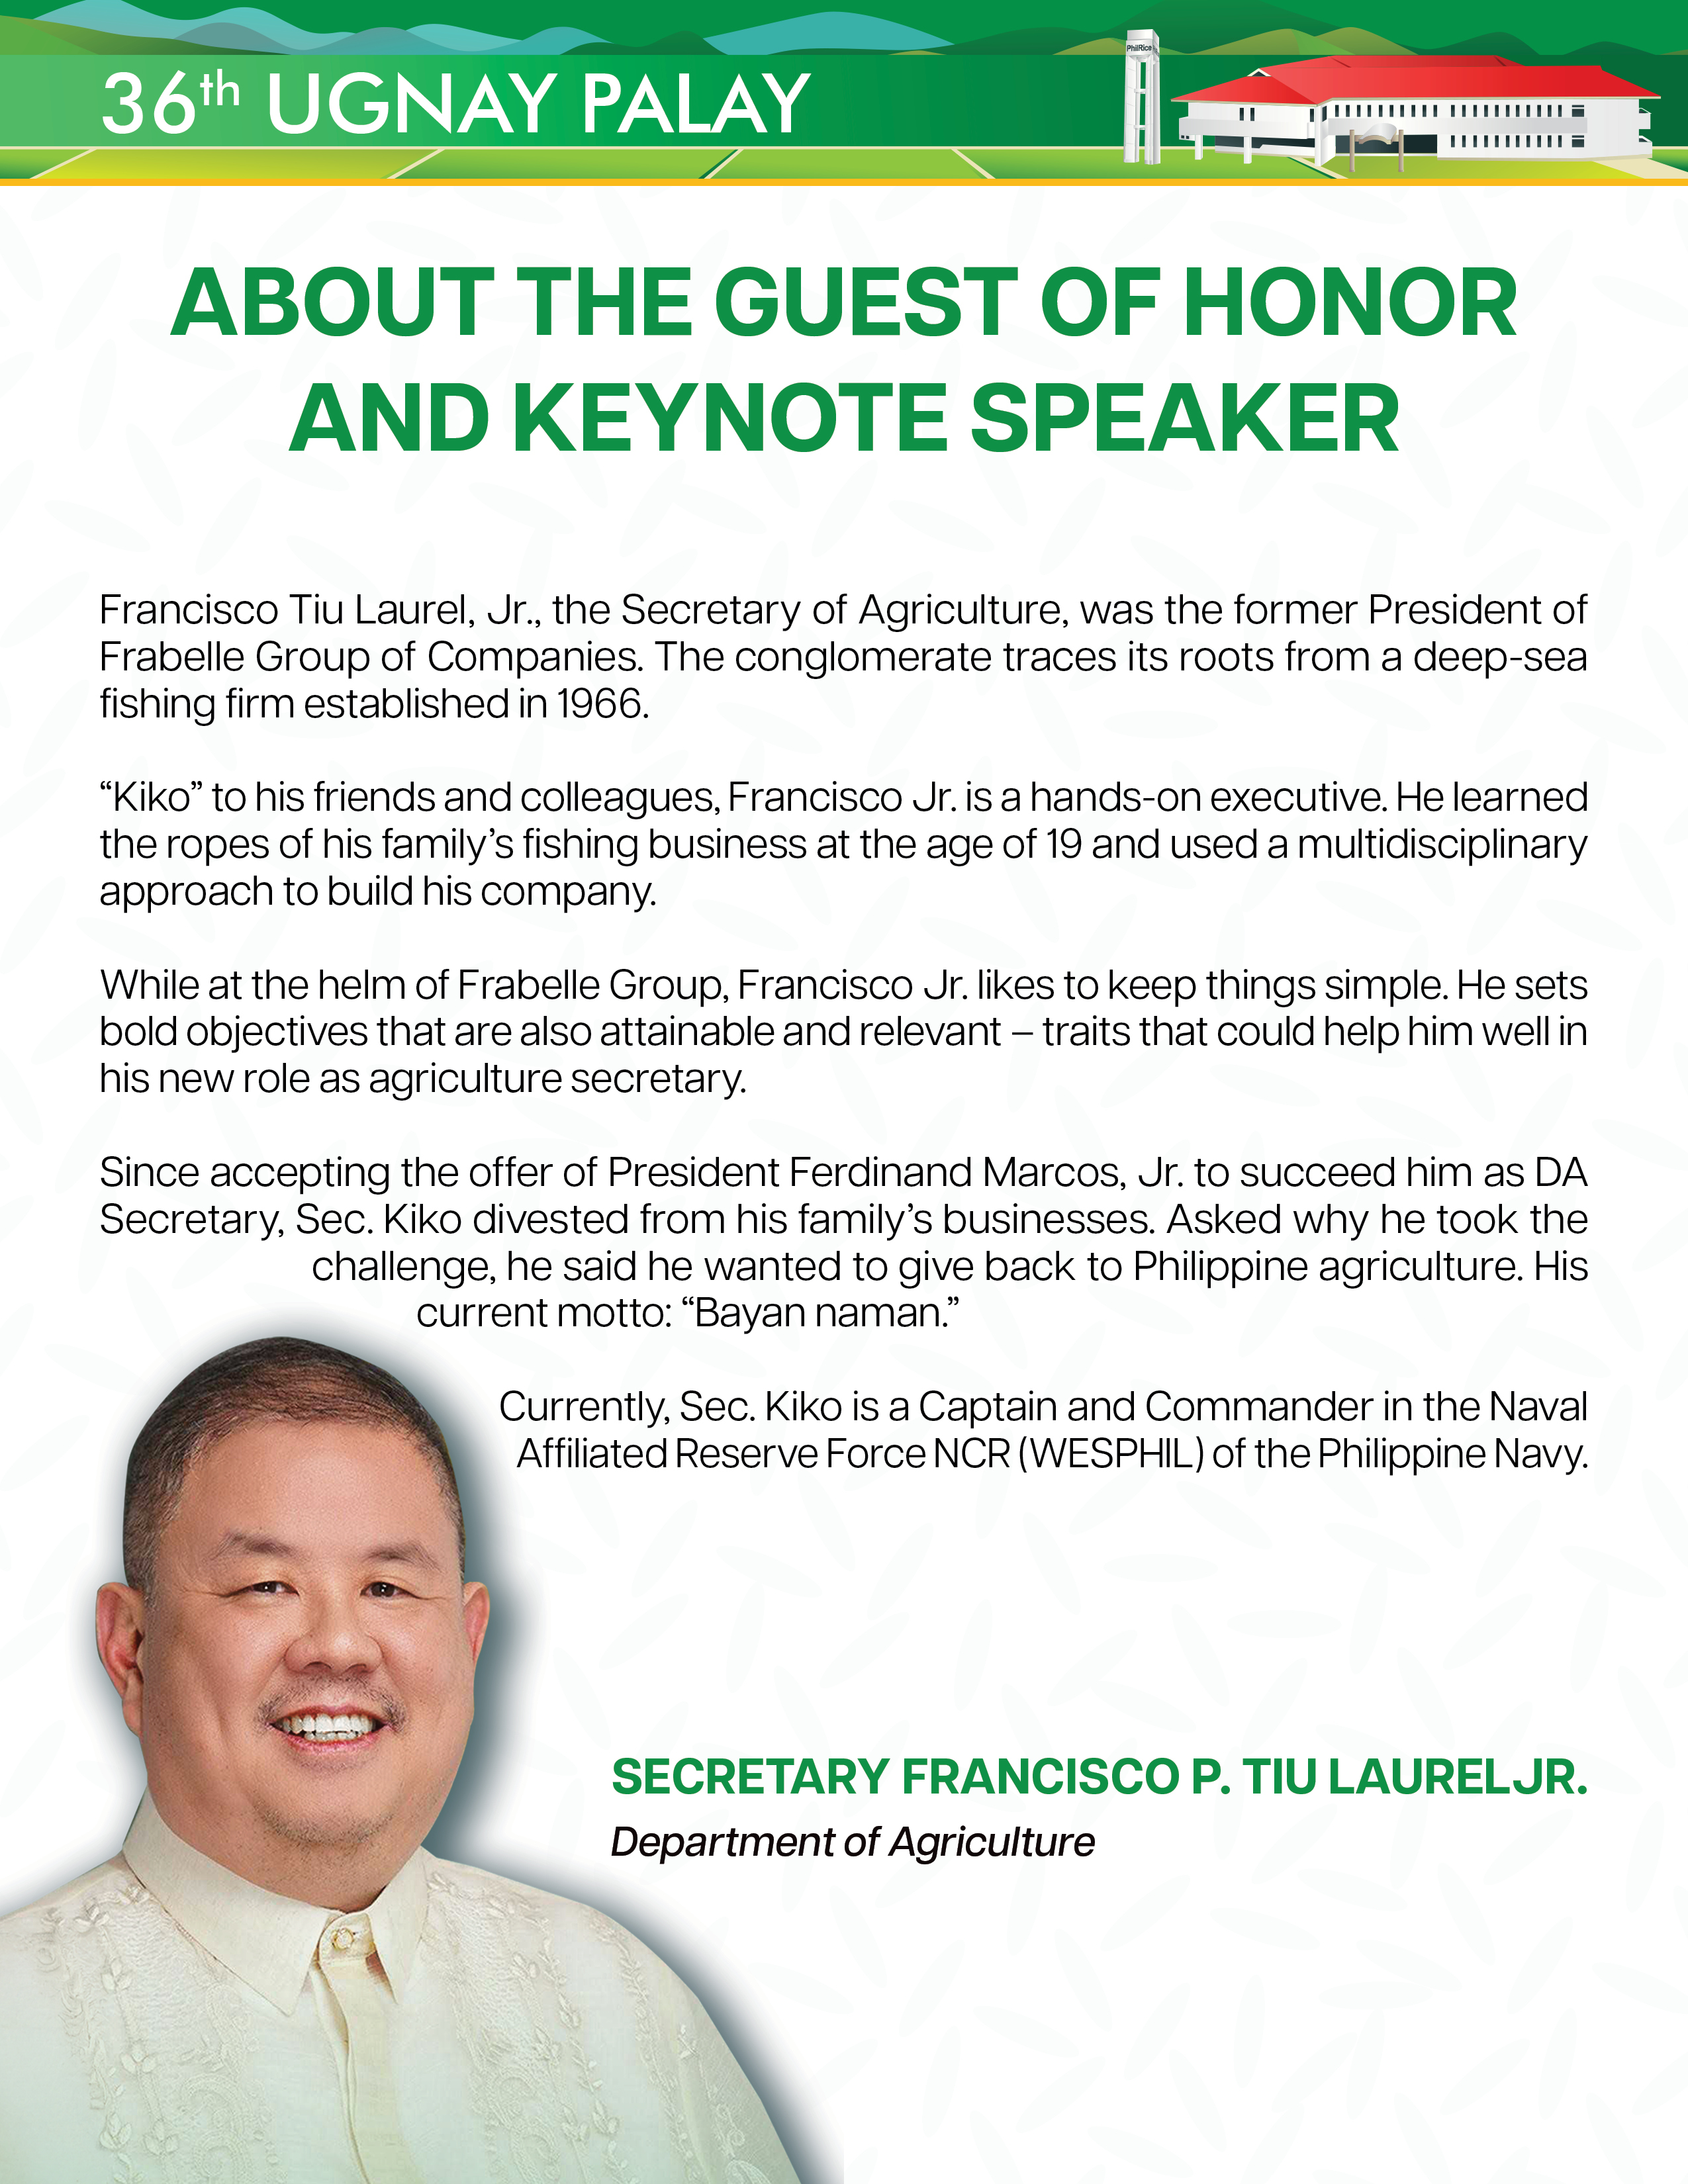 36th UGNAY PALAY
PhilRice
ABOUT THE GUEST OF HONOR
AND KEYNOTE SPEAKER
Francisco Tiu Laurel, Jr., the Secretary of Agriculture, was the former President of
Frabelle Group of Companies. The conglomerate traces its roots from a deep-sea
fishing firm established in 1966.
“Kiko” to his friends and colleagues, Francisco Jr. is a hands-on executive. He learned
the ropes of his family’s fishing business at the age of 19 and used a multidisciplinary
approach to build his company.
While at the helm of Frabelle Group, Francisco Jr. likes to keep things simple. He sets
bold objectives that are also attainable and relevant – traits that could help him well in
his new role as agriculture secretary.
Since accepting the offer of President Ferdinand Marcos, Jr. to succeed him as DA
Secretary, Sec. Kiko divested from his family’s businesses. Asked why he took the
challenge, he said he wanted to give back to Philippine agriculture. His
current motto: “Bayan naman.”
Currently, Sec. Kiko is a Captain and Commander in the Naval
Affiliated Reserve Force NCR (WESPHIL) of the Philippine Navy.
SECRETARY FRANCISCO P. TIU LAUREL JR.
Department of Agriculture